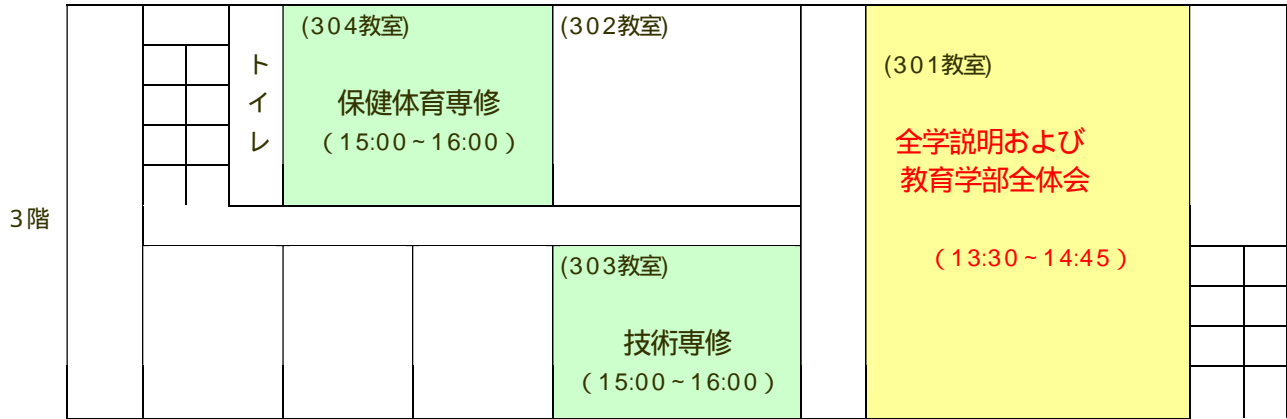 3階
トイレ
(304教室)
保健体育専修
(15:00~16:00)
(302教室)
(303教室)
技術専修
(15:00~16:00)
(301教室)
全学説明および
教育学部全体会
(13:30~14:45)